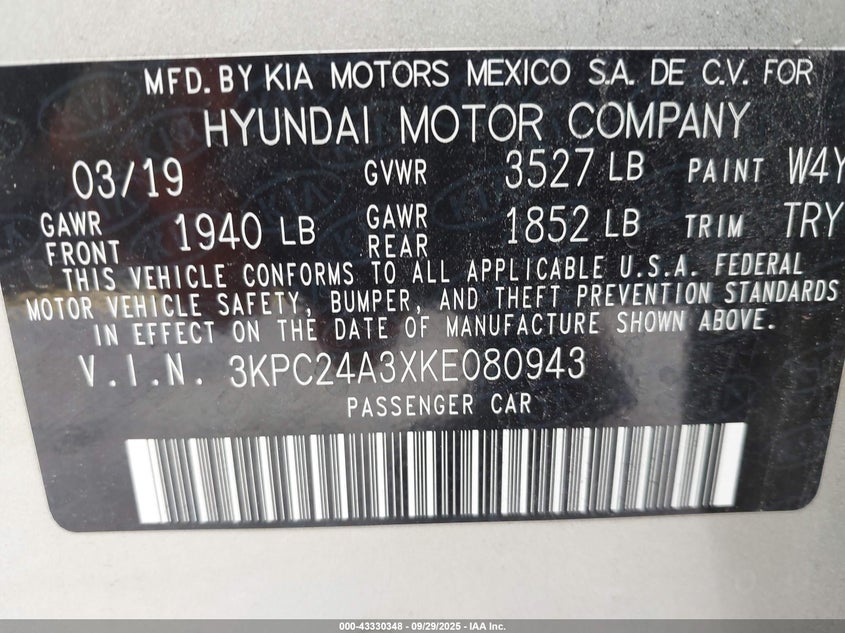 MFD. BY KIA MOTORS MEXICO S.A. DE C.V. FOR
HYUNDAI MOTOR COMPANY
03/19 GVWR 3527 LB PAINT W4Y
GAWR FRONT 1940 LB GAWR REAR 1852 LB TRIM TRY
THIS VEHICLE CONFORMS TO ALL APPLICABLE U.S.A. FEDERAL
MOTOR VEHICLE SAFETY, BUMPER, AND THEFT PREVENTION STANDARDS
IN EFFECT ON THE DATE OF MANUFACTURE SHOWN ABOVE.
V.I.N. 3KPC24A3XKE080943
PASSENGER CAR
000-43330348 - 09/29/2025 - IAA Inc.